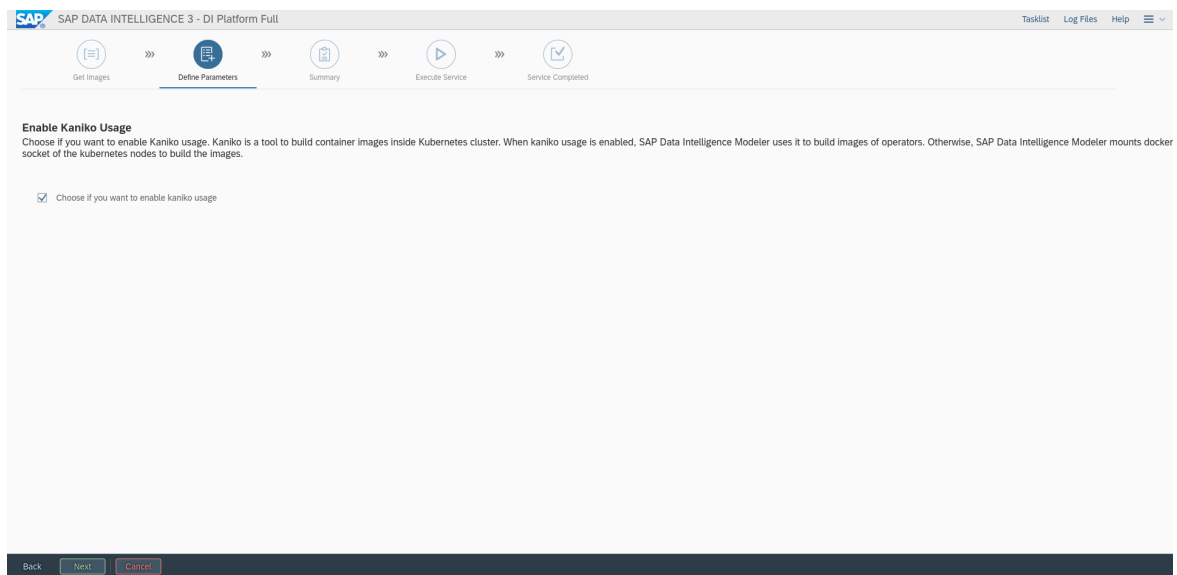 SAP SAP DATA INTELLIGENCE 3 - DI Platform Full Tasklist Log Files Help
Get Images Define Parameters Summary Execute Service Service Completed
Enable Kaniko Usage
Choose if you want to enable Kaniko usage. Kaniko is a tool to build container images inside Kubernetes cluster. When kaniko usage is enabled, SAP Data Intelligence Modeler uses it to build images of operators. Otherwise, SAP Data Intelligence Modeler mounts docker
socket of the kubernetes nodes to build the images.
Choose if you want to enable kaniko usage
Back Next Cancel